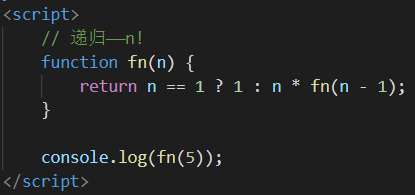 <script>
    // 递归——n!
    function fn(n) {
        return n == 1 ? 1 : n * fn(n - 1);
    }

    console.log(fn(5));
</script>